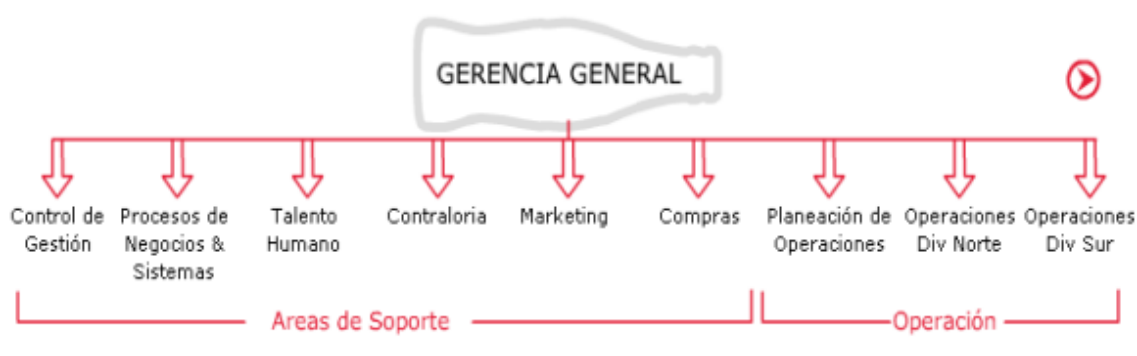 GERENCIA GENERAL
Control de
Gestión
Procesos de
Negocios &
Sistemas
Talento
Humano
Contraloria
Marketing
Compras
Planeación de
Operaciones
Operaciones
Div Norte
Operaciones
Div Sur
Areas de Soporte
Operación